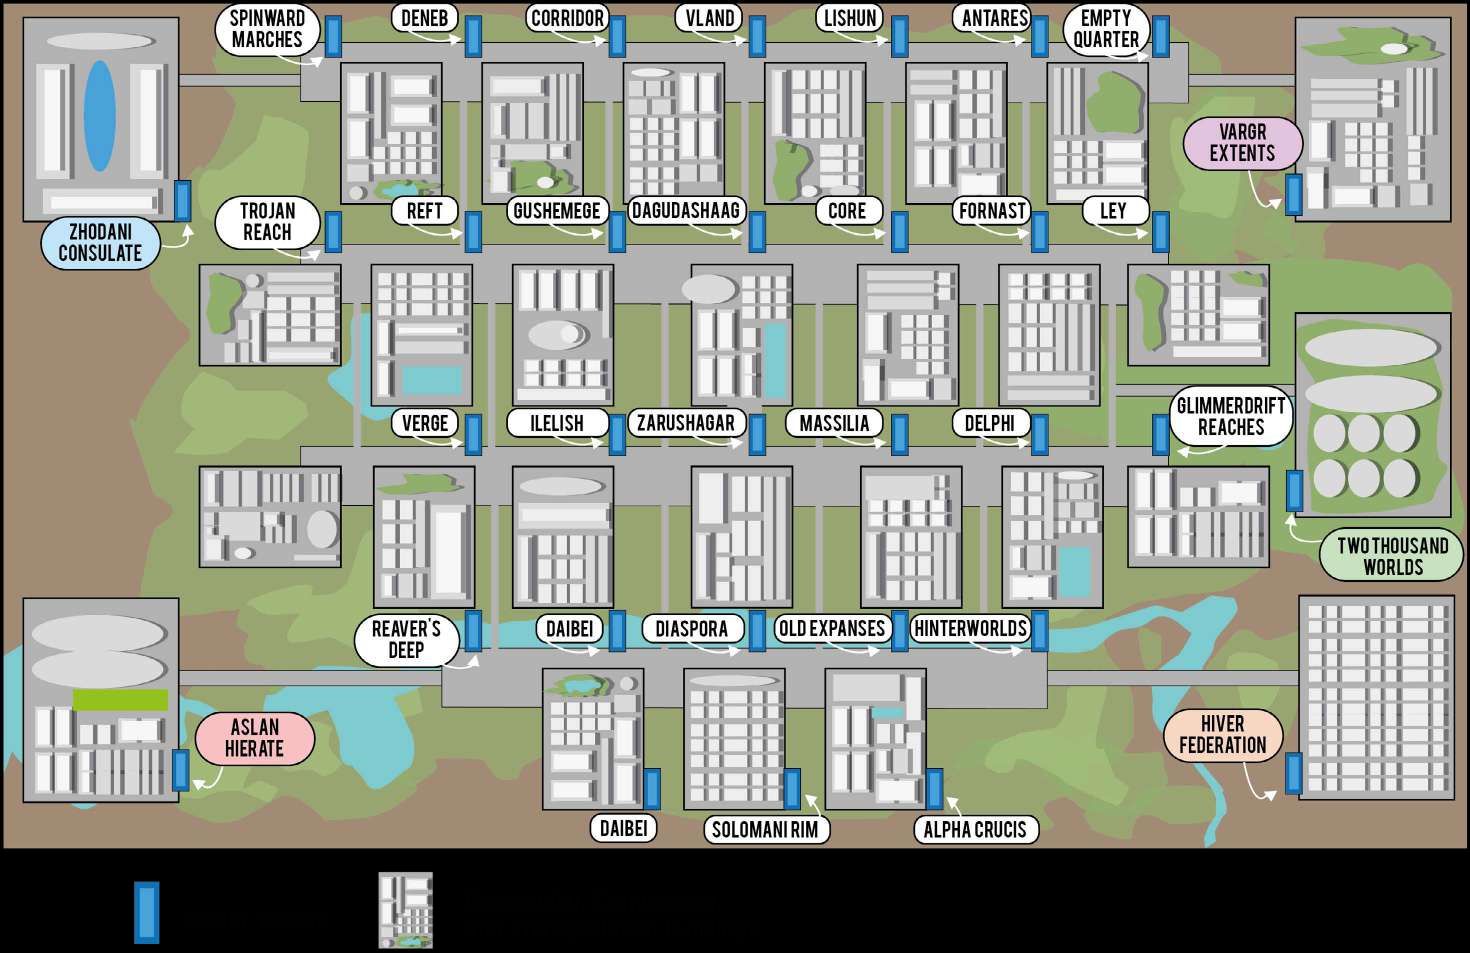 SPINWARD
MARCHES
DENEB
CORRIDOR
VLAND
LISHUN
ANTARES
EMPTY
QUARTER
VARGR
EXTENTS
ZHODANI
CONSULATE
TROJAN
REACH
REFT
GUSHEMEGE
DAGUDASHAAG
CORE
FORNAST
LEY
VERGE
ILELISH
ZARUSHAGAR
MASSILIA
DELPHI
GLIMMERDRIFT
REACHES
TWO THOUSAND
WORLDS
REAVER'S
DEEP
DAIBEI
DIASPORA
OLD EXPANSES
HINTERWORLDS
ASLAN
HIERATE
HIVER
FEDERATION
DAIBEI
SOLOMANI RIM
ALPHA CRUCIS